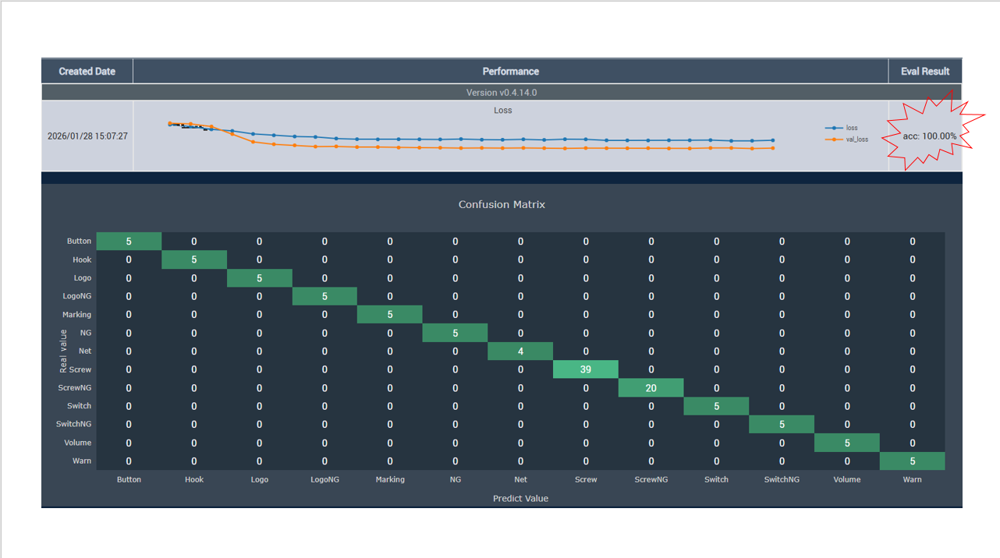 Created Date Performance Eval Result
Version v0.4.14.0
Loss
2026/01/28 15:07:27
loss
val_loss
acc: 100.00%
Confusion Matrix
Real value
Button 5 0 0 0 0 0 0 0 0 0 0 0 0
Hook 0 5 0 0 0 0 0 0 0 0 0 0 0
Logo 0 0 5 0 0 0 0 0 0 0 0 0 0
LogoNG 0 0 0 5 0 0 0 0 0 0 0 0 0
Marking 0 0 0 0 5 0 0 0 0 0 0 0 0
NG 0 0 0 0 0 5 0 0 0 0 0 0 0
Net 0 0 0 0 0 0 4 0 0 0 0 0 0
Screw 0 0 0 0 0 0 0 39 0 0 0 0 0
ScrewNG 0 0 0 0 0 0 0 0 20 0 0 0 0
Switch 0 0 0 0 0 0 0 0 0 5 0 0 0
SwitchNG 0 0 0 0 0 0 0 0 0 0 5 0 0
Volume 0 0 0 0 0 0 0 0 0 0 0 5 0
Warn 0 0 0 0 0 0 0 0 0 0 0 0 5
Button Hook Logo LogoNG Marking NG Net Screw ScrewNG Switch SwitchNG Volume Warn
Predict Value